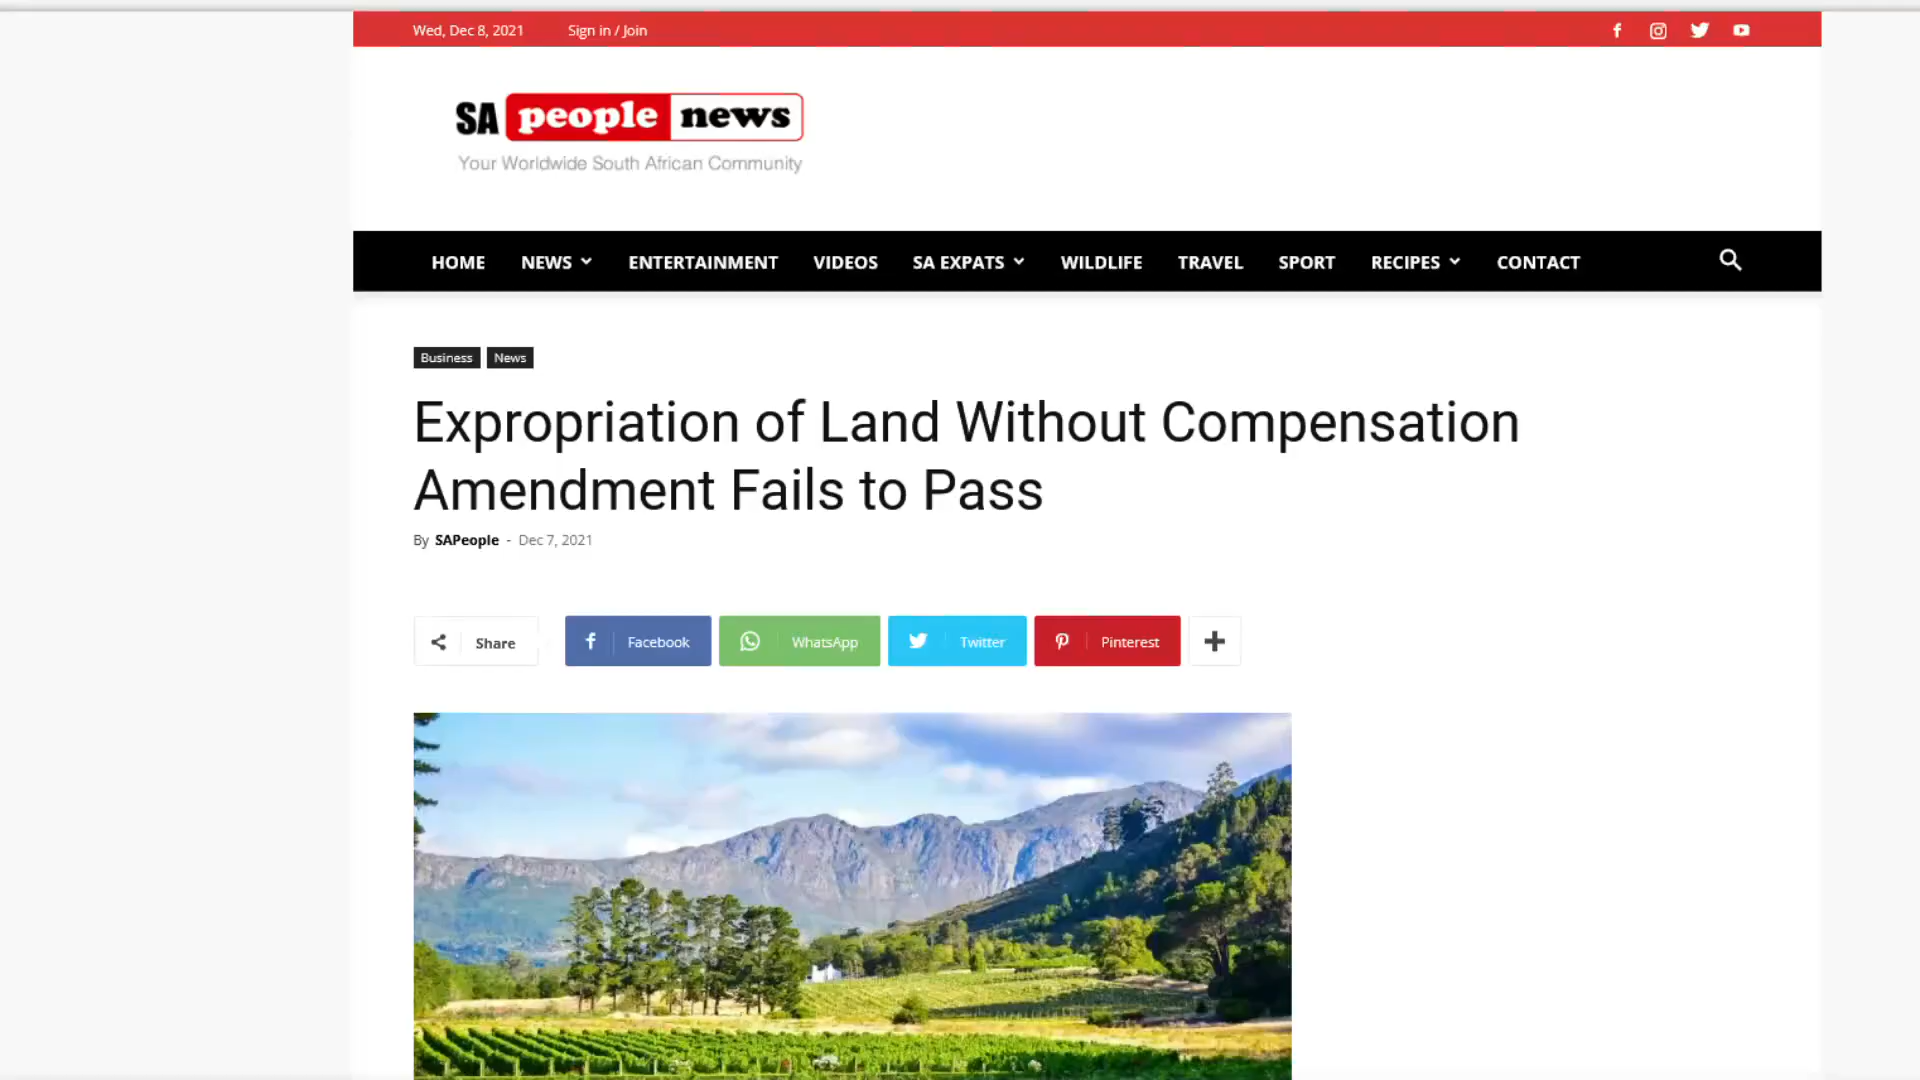 Wed, Dec 8, 2021 Sign in / Join
SA people news
Your Worldwide South African Community
HOME NEWS ENTERTAINMENT VIDEOS SA EXPATS WILDLIFE TRAVEL SPORT RECIPES CONTACT
Business News
Expropriation of Land Without Compensation
Amendment Fails to Pass
By SAPeople - Dec 7, 2021
Share Facebook WhatsApp Twitter Pinterest